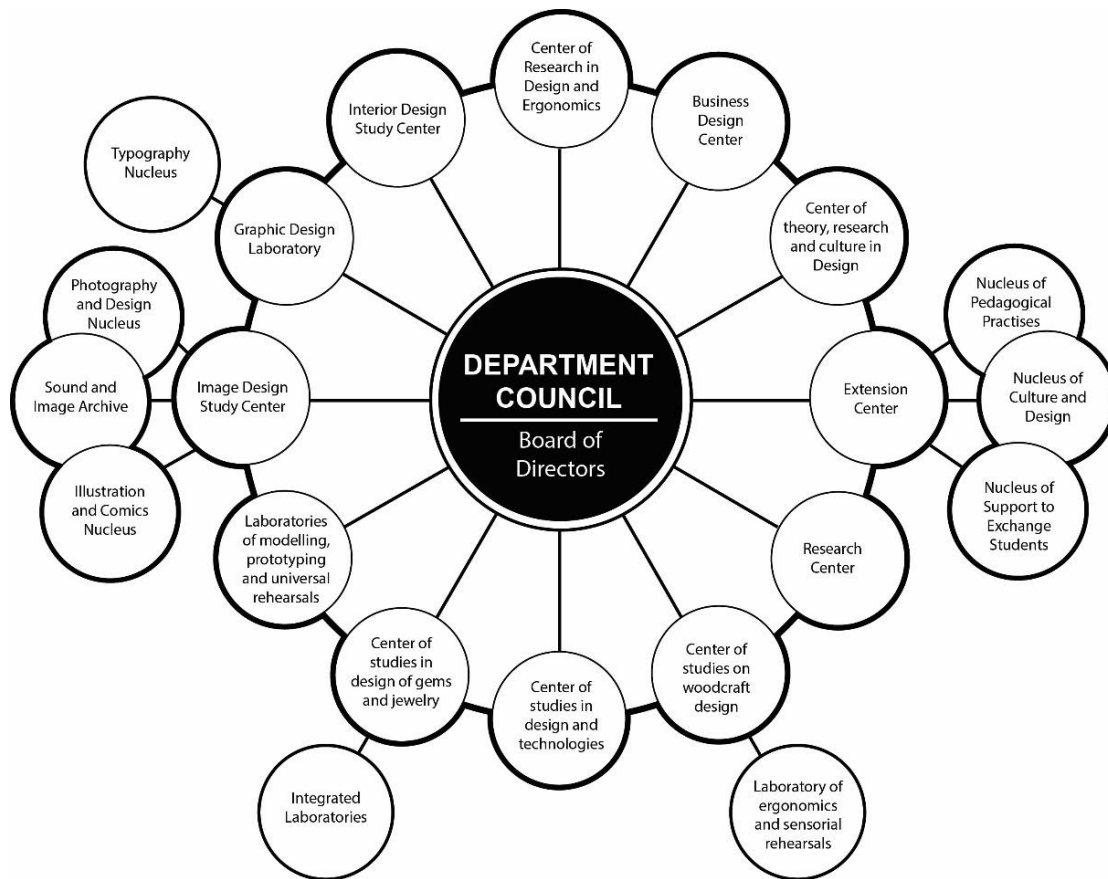 Center of
Research in
Design and
Ergonomics
Interior Design
Study Center
Business
Design
Center
Typography
Nucleus
Graphic Design
Laboratory
Center of
theory, research
and culture in
Design
Photography
and Design
Nucleus
Nucleus of
Pedagogical
Practises
Sound and
Image Archive
Image Design
Study Center
DEPARTMENT
COUNCIL
Board of
Directors
Extension
Center
Nucleus of
Culture and
Design
Illustration
and Comics
Nucleus
Nucleus of
Support to
Exchange
Students
Laboratories
of modelling,
prototyping
and universal
rehearsals
Research
Center
Center of
studies in
design of gems
and jewelry
Center of
studies in
design and
technologies
Center of
studies on
woodcraft
design
Integrated
Laboratories
Laboratory of
ergonomics
and sensorial
rehearsals